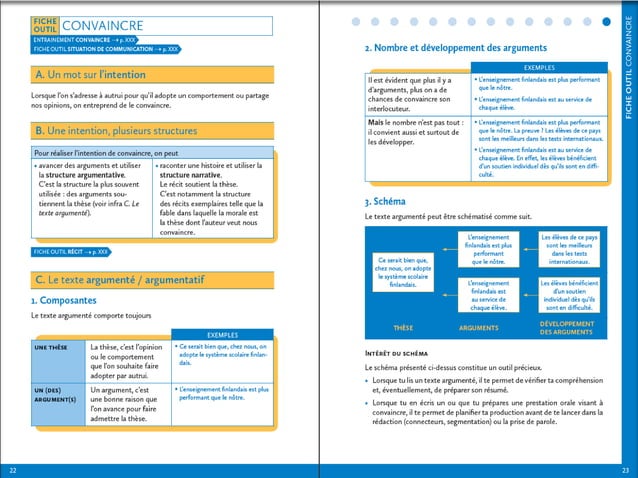 FICHE
OUTIL CONVAINCRE
ENTRAINEMENT CONVAINCRE → p. XXX
FICHE OUTIL SITUATION DE COMMUNICATION → p. XXX
A. Un mot sur l'intention
Lorsque l'on s'adresse à autrui pour qu'il adopte un comportement ou partage
nos opinions, on entreprend de le convaincre.
B. Une intention, plusieurs structures
Pour réaliser l'intention de convaincre, on peut
• avancer des arguments et utiliser
la structure argumentative.
C'est la structure la plus souvent
utilisée : des arguments sou-
tiennent la thèse (voir infra C. Le
texte argumenté).
• raconter une histoire et utiliser la
structure narrative.
Le récit soutient la thèse.
C'est notamment la structure
des récits exemplaires telle que la
fable dans laquelle la morale est
la thèse dont l'auteur veut nous
convaincre.
FICHE OUTIL RÉCIT → p. XXX
C. Le texte argumenté / argumentatif
1. Composantes
Le texte argumenté comporte toujours
EXEMPLES
UNE THÈSE
La thèse, c'est l'opinion
ou le comportement
que l'on souhaite faire
adopter par autrui.
• Ce serait bien que, chez nous, on
adopte le système scolaire finlan-
dais.
UN (DES)
ARGUMENT(S)
Un argument, c'est
une bonne raison que
l'on avance pour faire
admettre la thèse.
• L'enseignement finlandais est plus
performant que le nôtre.
22
2. Nombre et développement des arguments
EXEMPLES
Il est évident que plus il y a
d'arguments, plus on a de
chances de convaincre son
interlocuteur.
• L'enseignement finlandais est plus performant
que le nôtre.
• L'enseignement finlandais est au service de
chaque élève.
Mais le nombre n'est pas tout :
il convient aussi et surtout de
les développer.
• L'enseignement finlandais est plus performant
que le nôtre. La preuve ? Les élèves de ce pays
sont les meilleurs dans les tests internationaux.
• L'enseignement finlandais est au service de
chaque élève. En effet, les élèves bénéficient
d'un soutien individuel dès qu'ils sont en diffi-
culté.
3. Schéma
Le texte argumenté peut être schématisé comme suit.
Ce serait bien que,
chez nous, on adopte
le système scolaire
finlandais.
L'enseignement
finlandais est plus
performant
que le nôtre.
Les élèves de ce pays
sont les meilleurs
dans les tests
internationaux.
L'enseignement
finlandais est
au service de
chaque élève.
Les élèves bénéficient
d'un soutien
individuel dès qu'ils
sont en difficulté.
THÈSE
ARGUMENTS
DÉVELOPPEMENT
DES ARGUMENTS
INTÉRÊT DU SCHÉMA
Le schéma présenté ci-dessus constitue un outil précieux.
• Lorsque tu lis un texte argumenté, il te permet de vérifier ta compréhension
et, éventuellement, de préparer son résumé.
• Lorsque tu en écris un ou que tu prépares une prestation orale visant à
convaincre, il te permet de planifier ta production avant de te lancer dans la
rédaction (connecteurs, segmentation) ou la prise de parole.
23
FICHE OUTIL CONVAINCRE